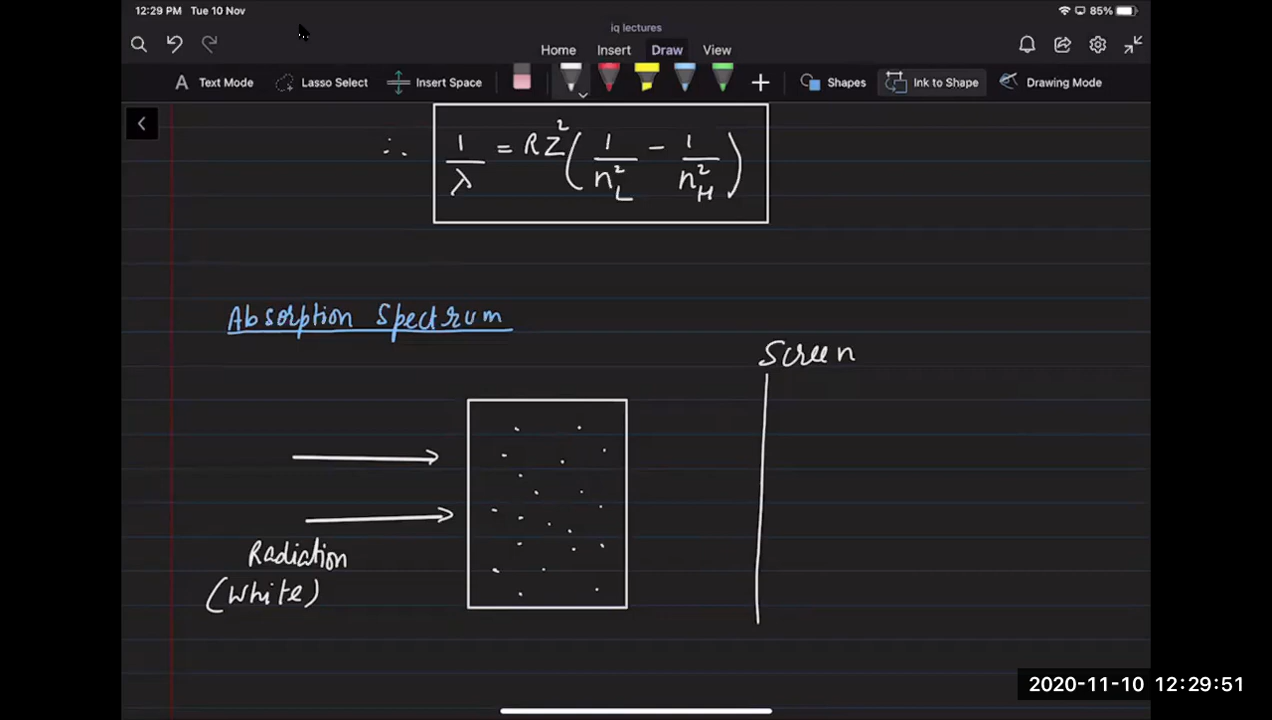 12:29 PM Tue 10 Nov
85%
iq lectures
Home Insert Draw View
Text Mode Lasso Select Insert Space Shapes Ink to Shape Drawing Mode
∴ 1/λ = RZ²(1/n_L² − 1/n_H²)
Absorption Spectrum
Screen
Radiation
(White)
2020-11-10 12:29:51